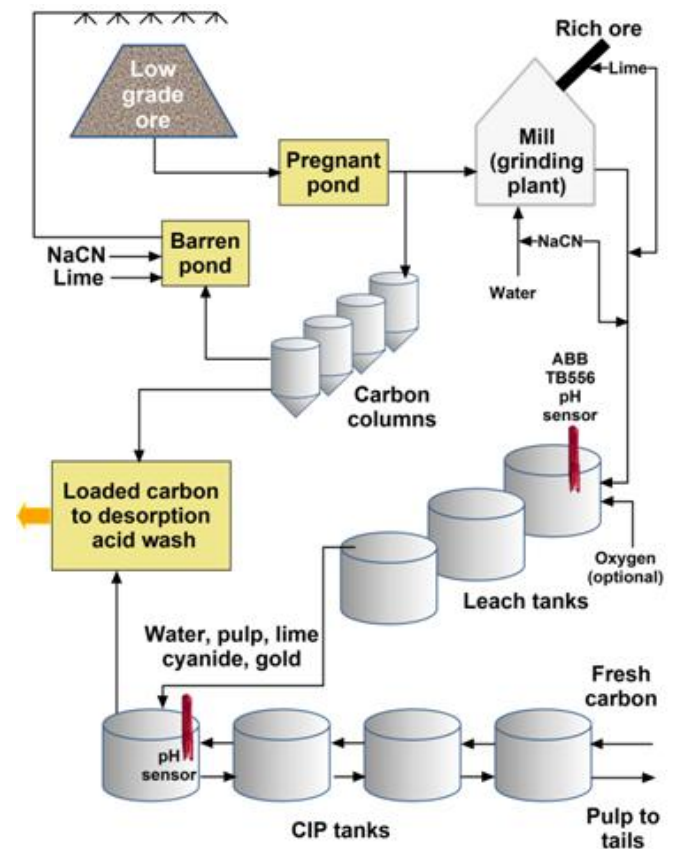 Rich ore
Low
grade
ore
Lime
Mill
(grinding
plant)
Pregnant
pond
NaCN
Lime
Barren
pond
NaCN
Water
Carbon
columns
ABB
TB556
pH
sensor
Loaded carbon
to desorption
acid wash
Oxygen
(optional)
Leach tanks
Water, pulp, lime
cyanide, gold
Fresh
carbon
pH
sensor
CIP tanks
Pulp to
tails